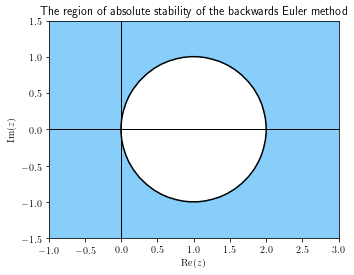 The region of absolute stability of the backwards Euler method
1.5
1.0
0.5
0.0
−0.5
−1.0
−1.5
Im(z)
−1.0 −0.5 0.0 0.5 1.0 1.5 2.0 2.5 3.0
Re(z)